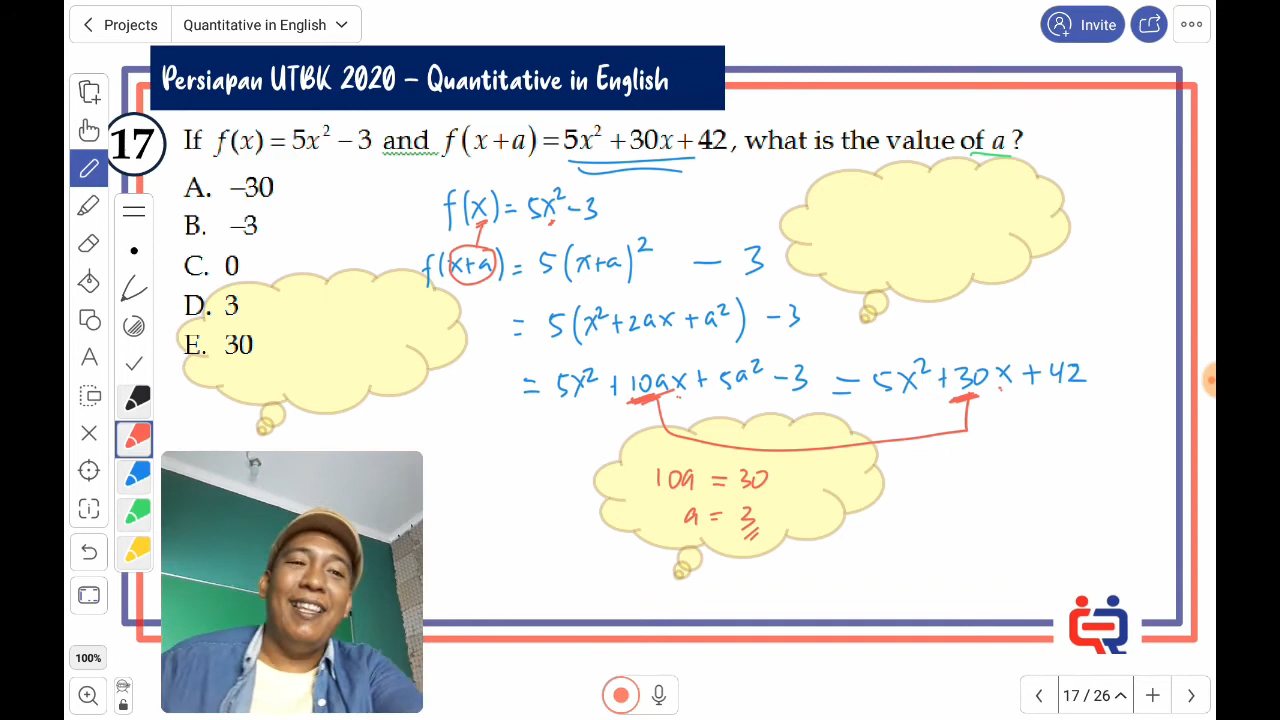 Projects
Quantitative in English
Invite
Persiapan UTBK 2020 – Quantitative in English
17 If f(x) = 5x² − 3 and f(x+a) = 5x² + 30x + 42, what is the value of a ?
A. −30
B. −3
C. 0
D. 3
E. 30
f(x) = 5x² − 3
f(x+a) = 5(x+a)² − 3
= 5(x² + 2ax + a²) − 3
= 5x² + 10ax + 5a² − 3 = 5x² + 30x + 42
10a = 30
a = 3
100%
17 / 26